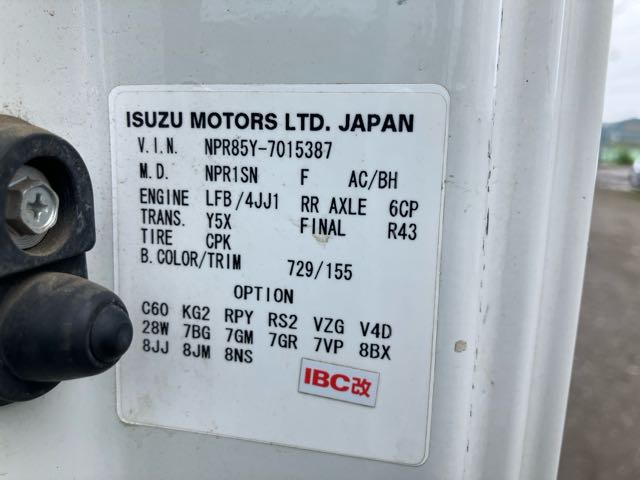 ISUZU MOTORS LTD. JAPAN
V.I.N. NPR85Y-7015387
M.D. NPR1SN F AC/BH
ENGINE LFB/4JJ1 RR AXLE 6CP
TRANS. Y5X FINAL R43
TIRE CPK
B.COLOR/TRIM 729/155
OPTION
C60 KG2 RPY RS2 VZG V4D
28W 7BG 7GM 7GR 7VP 8BX
8JJ 8JM 8NS
IBC改